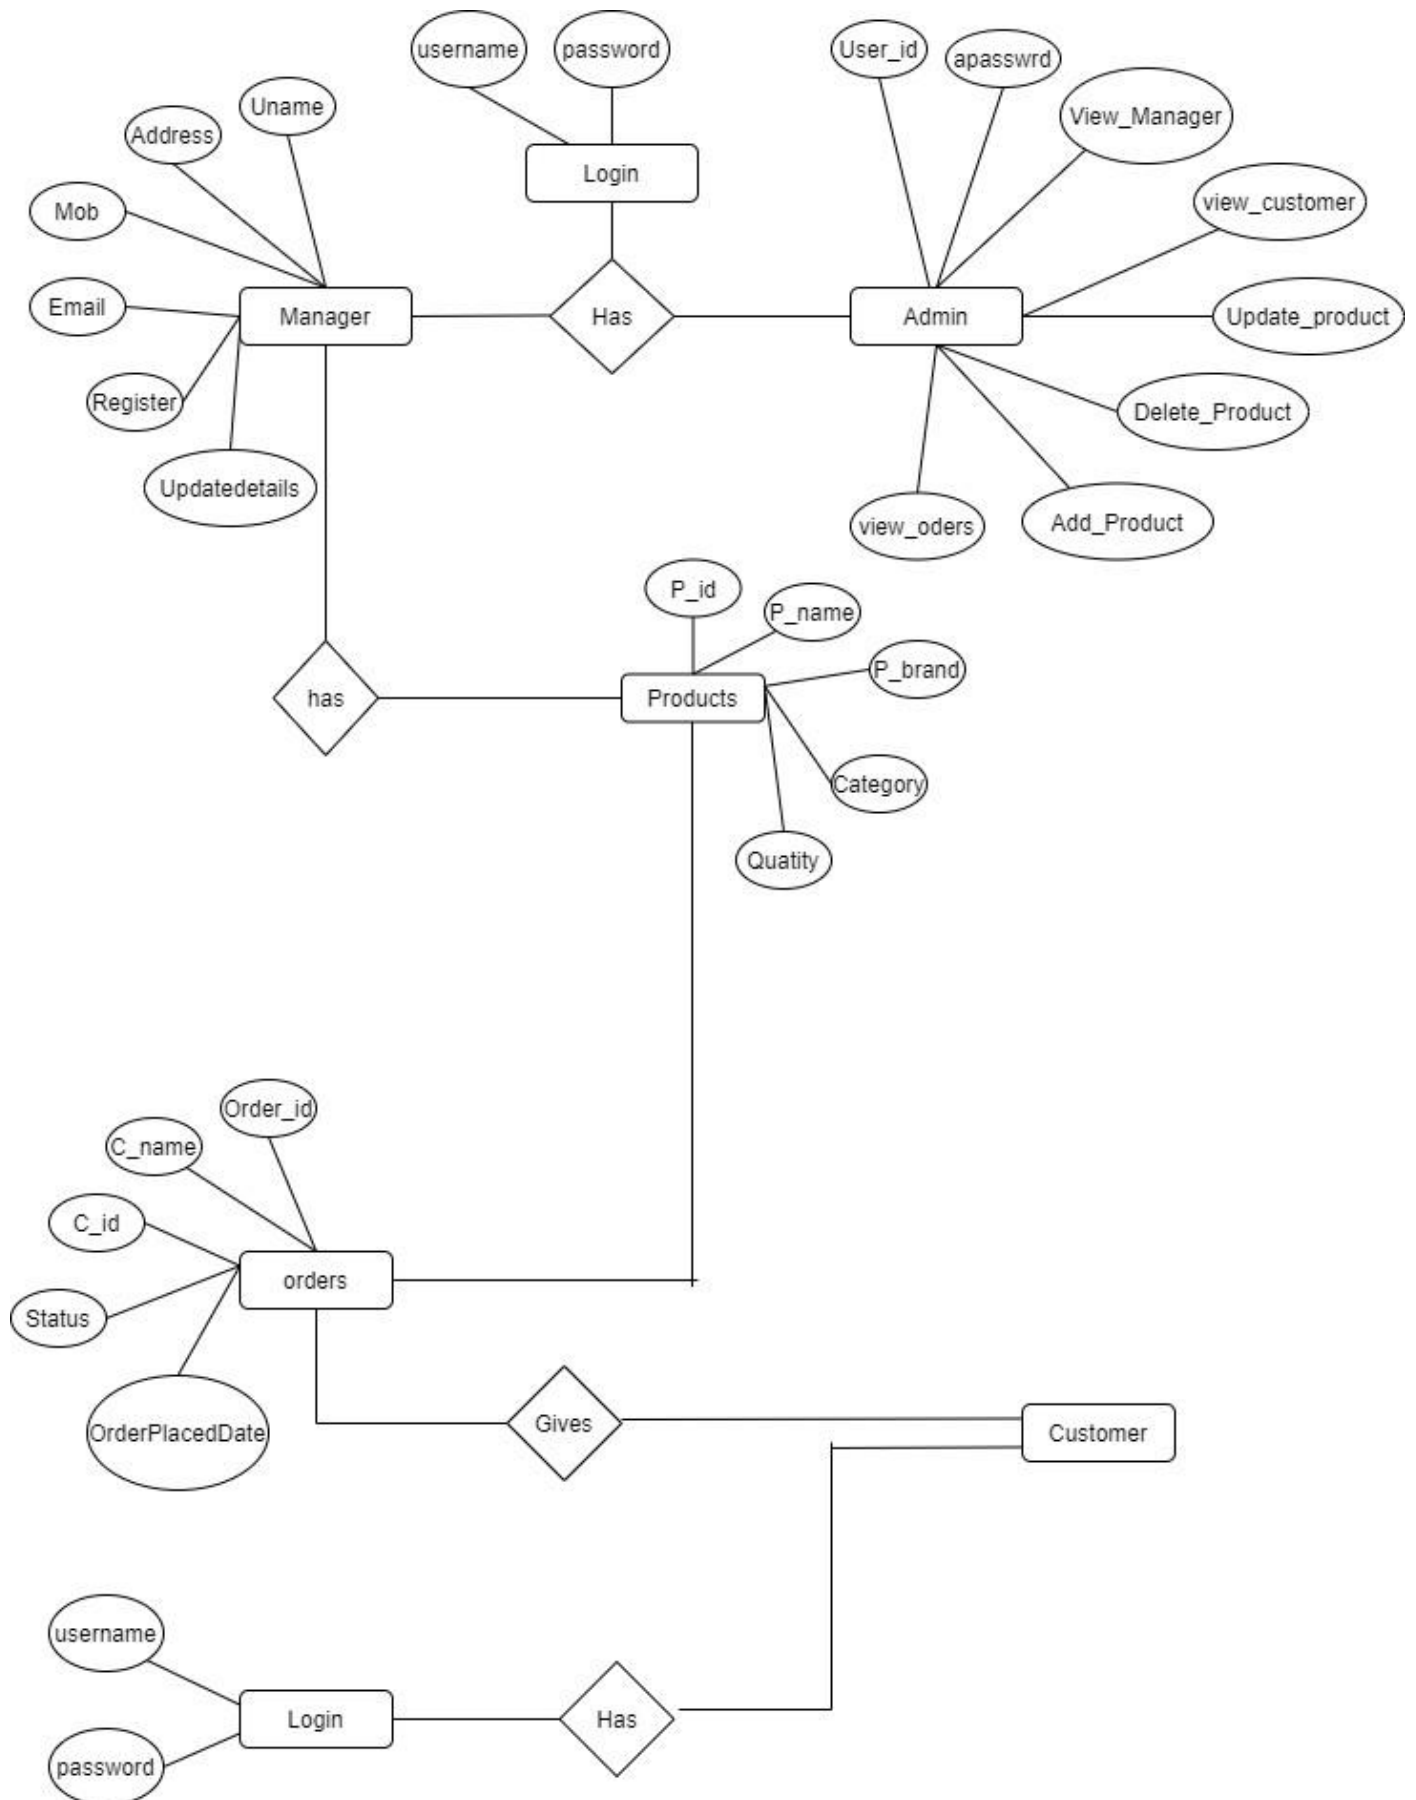 username
password
User_id
apasswrd
Uname
View_Manager
Address
Login
view_customer
Mob
Email
Manager
Has
Admin
Update_product
Register
Delete_Product
Updatedetails
view_oders
Add_Product
P_id
P_name
P_brand
has
Products
Category
Quatity
Order_id
C_name
C_id
orders
Status
OrderPlacedDate
Gives
Customer
username
Login
Has
password